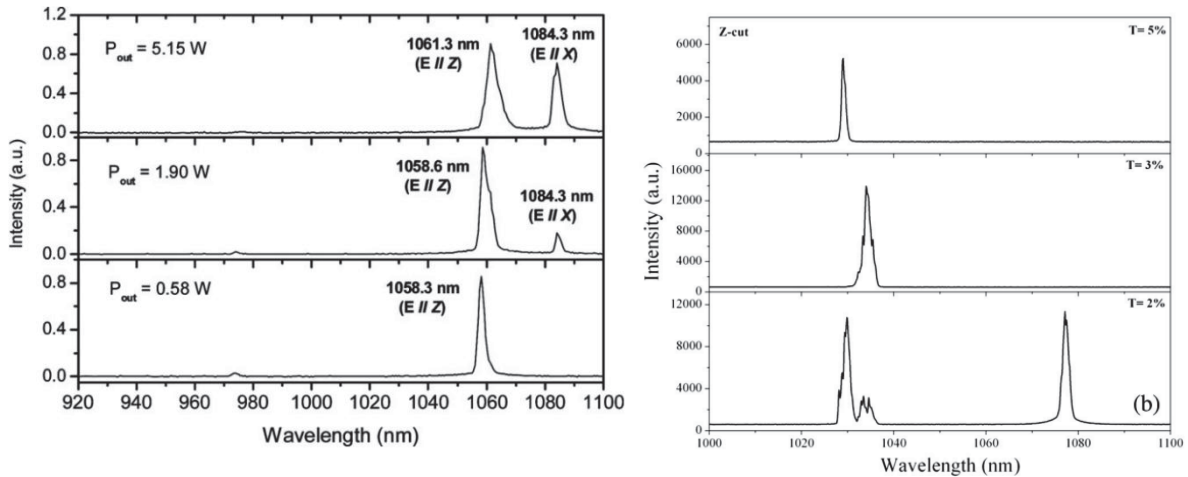 1.2
P_out = 5.15 W
1061.3 nm
(E // Z)
1084.3 nm
(E // X)
0.8
0.4
0.0
P_out = 1.90 W
1058.6 nm
(E // Z)
1084.3 nm
(E // X)
0.8
0.4
0.0
P_out = 0.58 W
1058.3 nm
(E // Z)
0.8
0.4
0.0
920 940 960 980 1000 1020 1040 1060 1080 1100
Wavelength (nm)
Intensity (a.u.)
Z-cut
T= 5%
6000
4000
2000
0
T= 3%
16000
12000
8000
4000
0
T= 2%
12000
8000
4000
0
(b)
1000 1020 1040 1060 1080 1100
Wavelength (nm)
Intensity (a.u.)